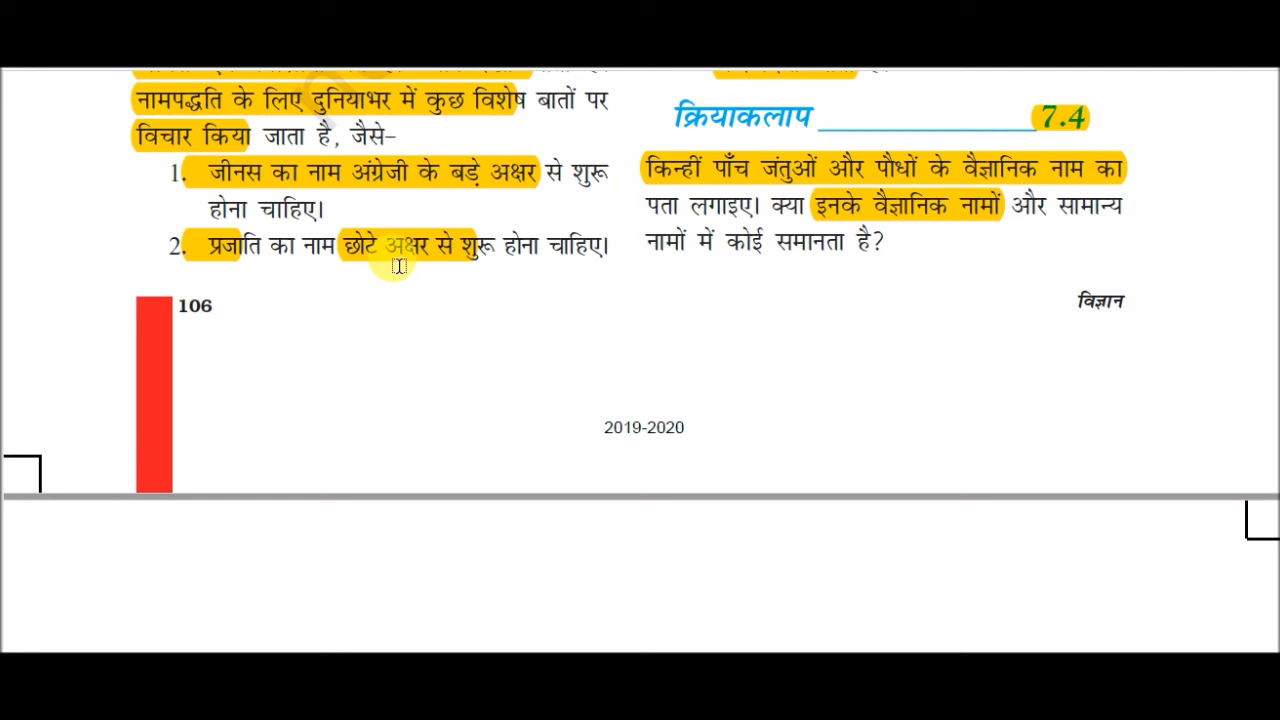 नामपद्धति के लिए दुनियाभर में कुछ विशेष बातों पर
विचार किया जाता है, जैसे–
1. जीनस का नाम अंग्रेजी के बड़े अक्षर से शुरू
होना चाहिए।
2. प्रजाति का नाम छोटे अक्षर से शुरू होना चाहिए।
क्रियाकलाप ________________ 7.4
किन्हीं पाँच जंतुओं और पौधों के वैज्ञानिक नाम का
पता लगाइए। क्या इनके वैज्ञानिक नामों और सामान्य
नामों में कोई समानता है?
106
विज्ञान
2019-2020